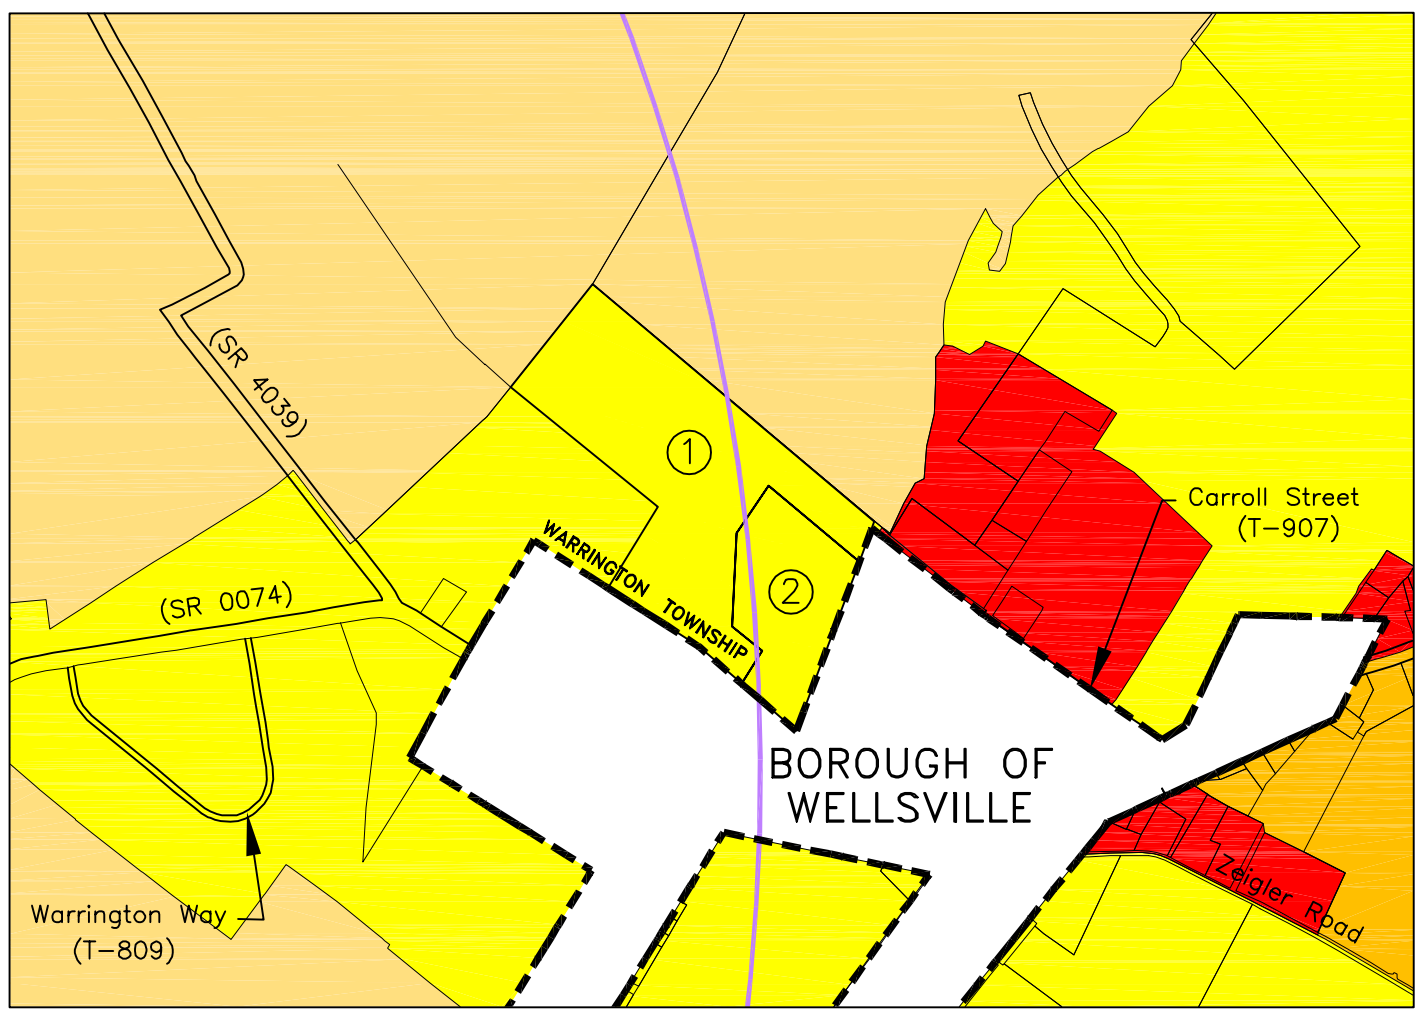 (SR 4039)
1
Carroll Street
(T-907)
WARRINGTON TOWNSHIP
2
(SR 0074)
BOROUGH OF
WELLSVILLE
Zeigler Road
Warrington Way
(T-809)